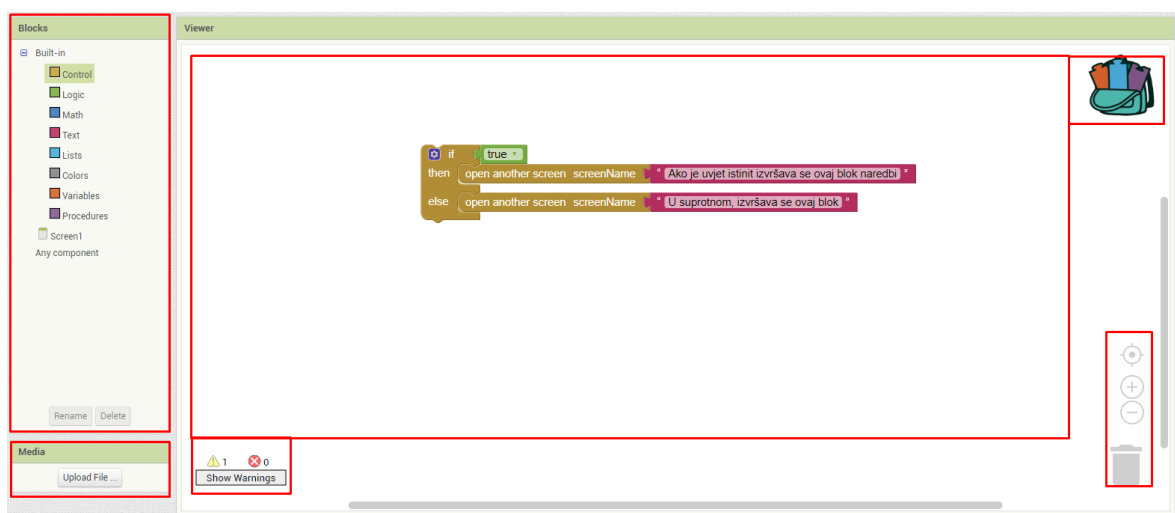 Blocks
Built-in
Control
Logic
Math
Text
Lists
Colors
Variables
Procedures
Screen1
Any component
Rename Delete
Media
Upload File ...
Viewer
if true
then open another screen screenName " Ako je uvjet istinit izvršava se ovaj blok naredbi "
else open another screen screenName " U suprotnom, izvršava se ovaj blok "
1 0
Show Warnings